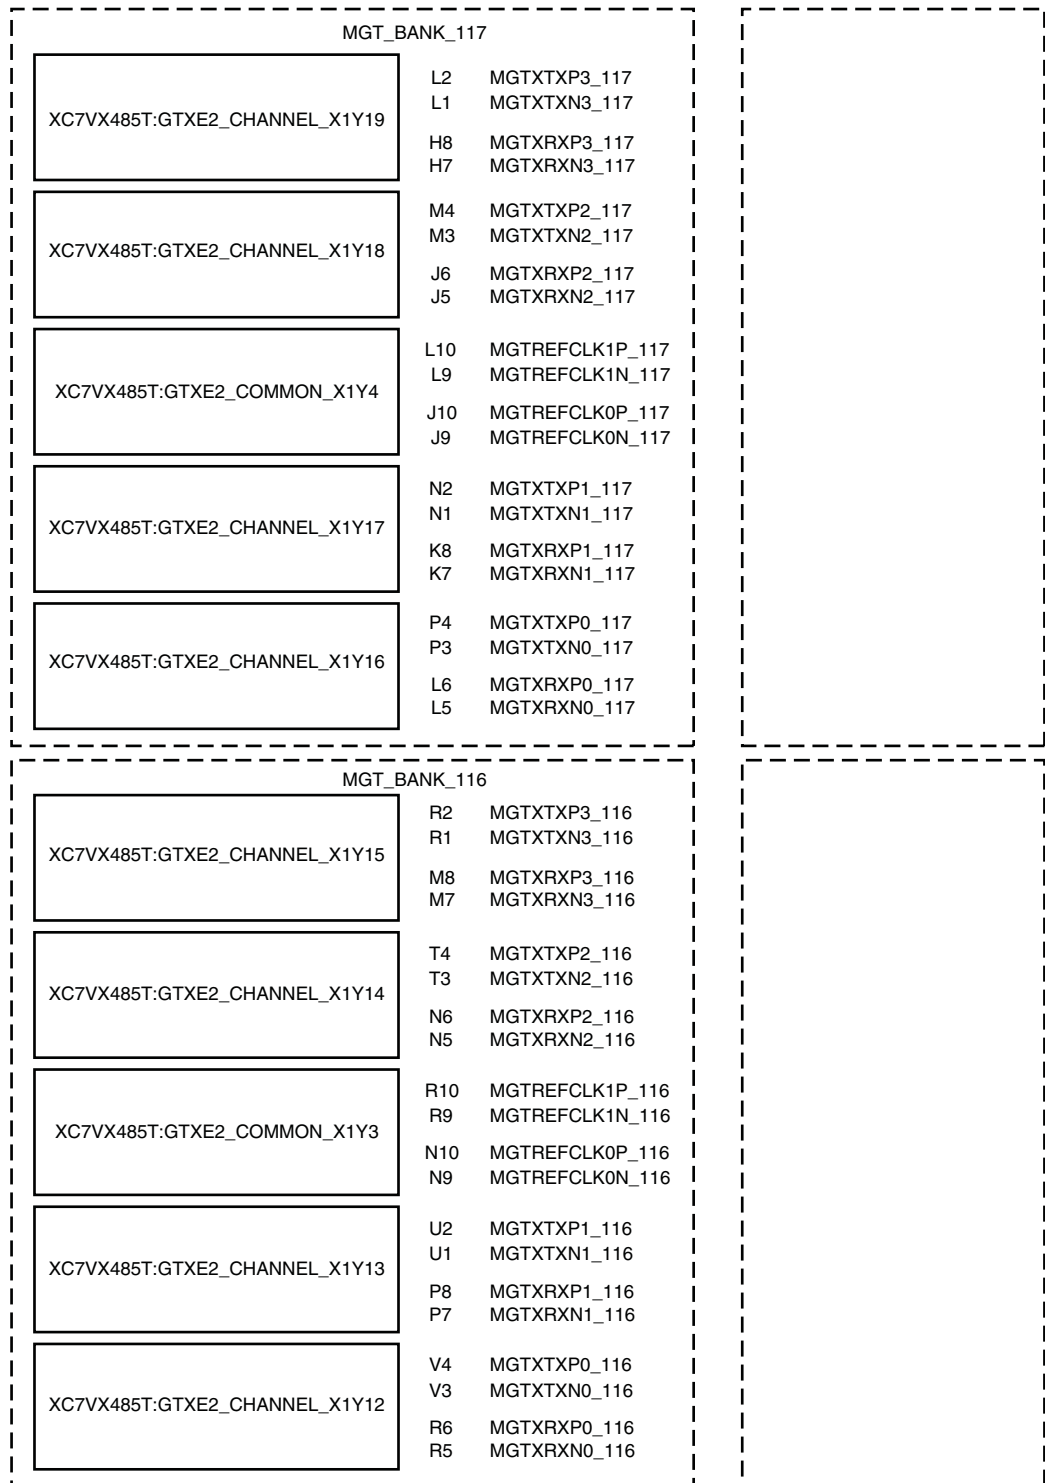 MGT_BANK_117
XC7VX485T:GTXE2_CHANNEL_X1Y19
L2 MGTXTXP3_117
L1 MGTXTXN3_117
H8 MGTXRXP3_117
H7 MGTXRXN3_117
XC7VX485T:GTXE2_CHANNEL_X1Y18
M4 MGTXTXP2_117
M3 MGTXTXN2_117
J6 MGTXRXP2_117
J5 MGTXRXN2_117
XC7VX485T:GTXE2_COMMON_X1Y4
L10 MGTREFCLK1P_117
L9 MGTREFCLK1N_117
J10 MGTREFCLK0P_117
J9 MGTREFCLK0N_117
XC7VX485T:GTXE2_CHANNEL_X1Y17
N2 MGTXTXP1_117
N1 MGTXTXN1_117
K8 MGTXRXP1_117
K7 MGTXRXN1_117
XC7VX485T:GTXE2_CHANNEL_X1Y16
P4 MGTXTXP0_117
P3 MGTXTXN0_117
L6 MGTXRXP0_117
L5 MGTXRXN0_117
MGT_BANK_116
XC7VX485T:GTXE2_CHANNEL_X1Y15
R2 MGTXTXP3_116
R1 MGTXTXN3_116
M8 MGTXRXP3_116
M7 MGTXRXN3_116
XC7VX485T:GTXE2_CHANNEL_X1Y14
T4 MGTXTXP2_116
T3 MGTXTXN2_116
N6 MGTXRXP2_116
N5 MGTXRXN2_116
XC7VX485T:GTXE2_COMMON_X1Y3
R10 MGTREFCLK1P_116
R9 MGTREFCLK1N_116
N10 MGTREFCLK0P_116
N9 MGTREFCLK0N_116
XC7VX485T:GTXE2_CHANNEL_X1Y13
U2 MGTXTXP1_116
U1 MGTXTXN1_116
P8 MGTXRXP1_116
P7 MGTXRXN1_116
XC7VX485T:GTXE2_CHANNEL_X1Y12
V4 MGTXTXP0_116
V3 MGTXTXN0_116
R6 MGTXRXP0_116
R5 MGTXRXN0_116